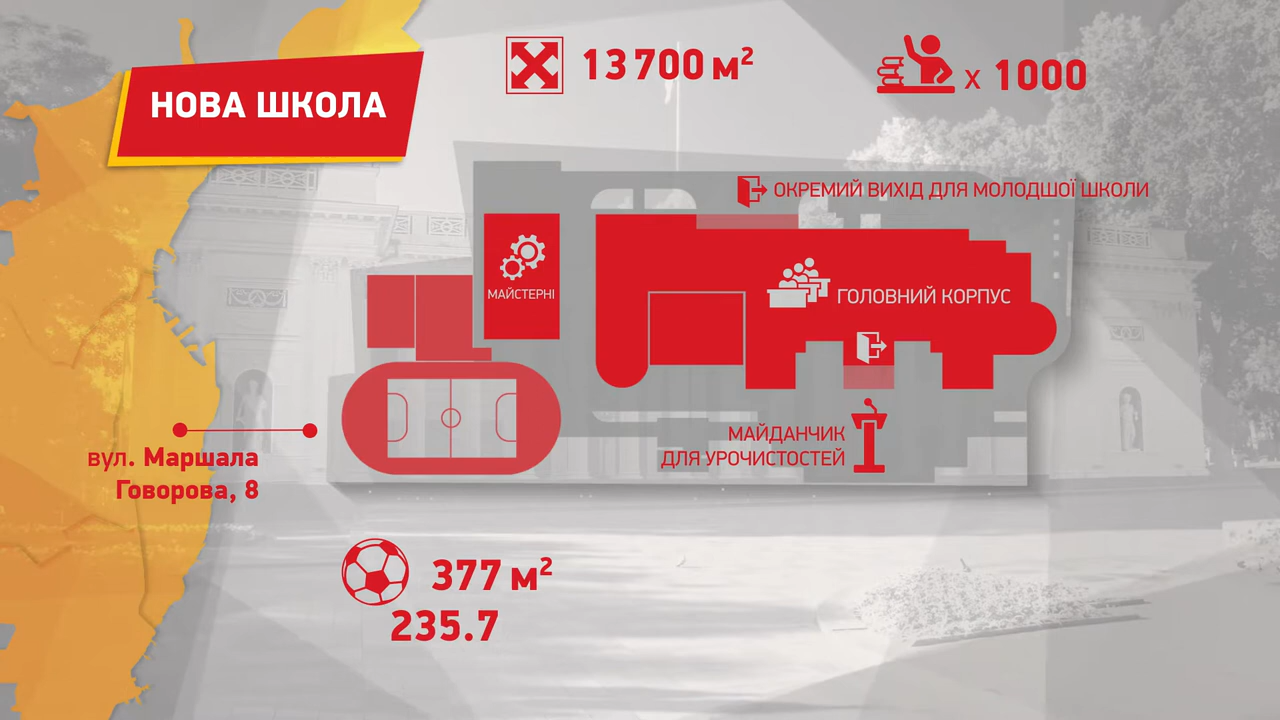 НОВА ШКОЛА
13 700 м²
x 1000
ОКРЕМИЙ ВИХІД ДЛЯ МОЛОДШОЇ ШКОЛИ
МАЙСТЕРНІ
ГОЛОВНИЙ КОРПУС
МАЙДАНЧИК
ДЛЯ УРОЧИСТОСТЕЙ
вул. Маршала
Говорова, 8
377 м²
235.7